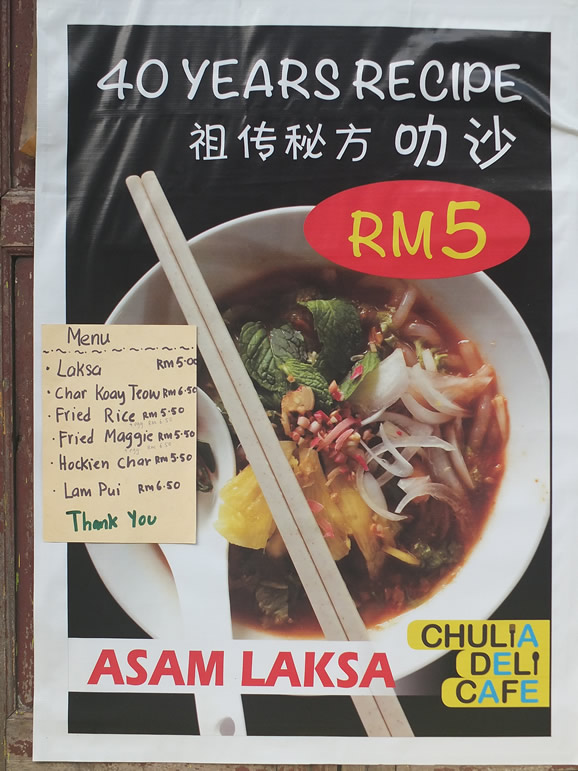 40 YEARS RECIPE
祖传秘方 叻沙
RM5
Menu
• Laksa RM5.00
• Char Koay Teow RM6.50
• Fried Rice RM5.50
• Fried Maggie RM5.50
• Hockien Char RM5.50
• Lam Pui RM6.50
Thank You
ASAM LAKSA
CHULIA
DELI
CAFE